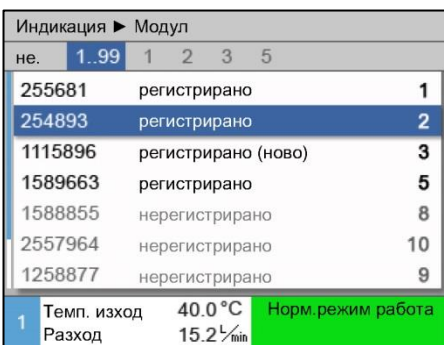 Индикация ► Модул
не. 1..99 1 2 3 5
255681 регистрирано 1
254893 регистрирано 2
1115896 регистрирано (ново) 3
1589663 регистрирано 5
1588855 нерегистрирано 8
2557964 нерегистрирано 10
1258877 нерегистрирано 9
1 Темп. изход 40.0 °C Норм.режим работа
Разход 15.2 L/min